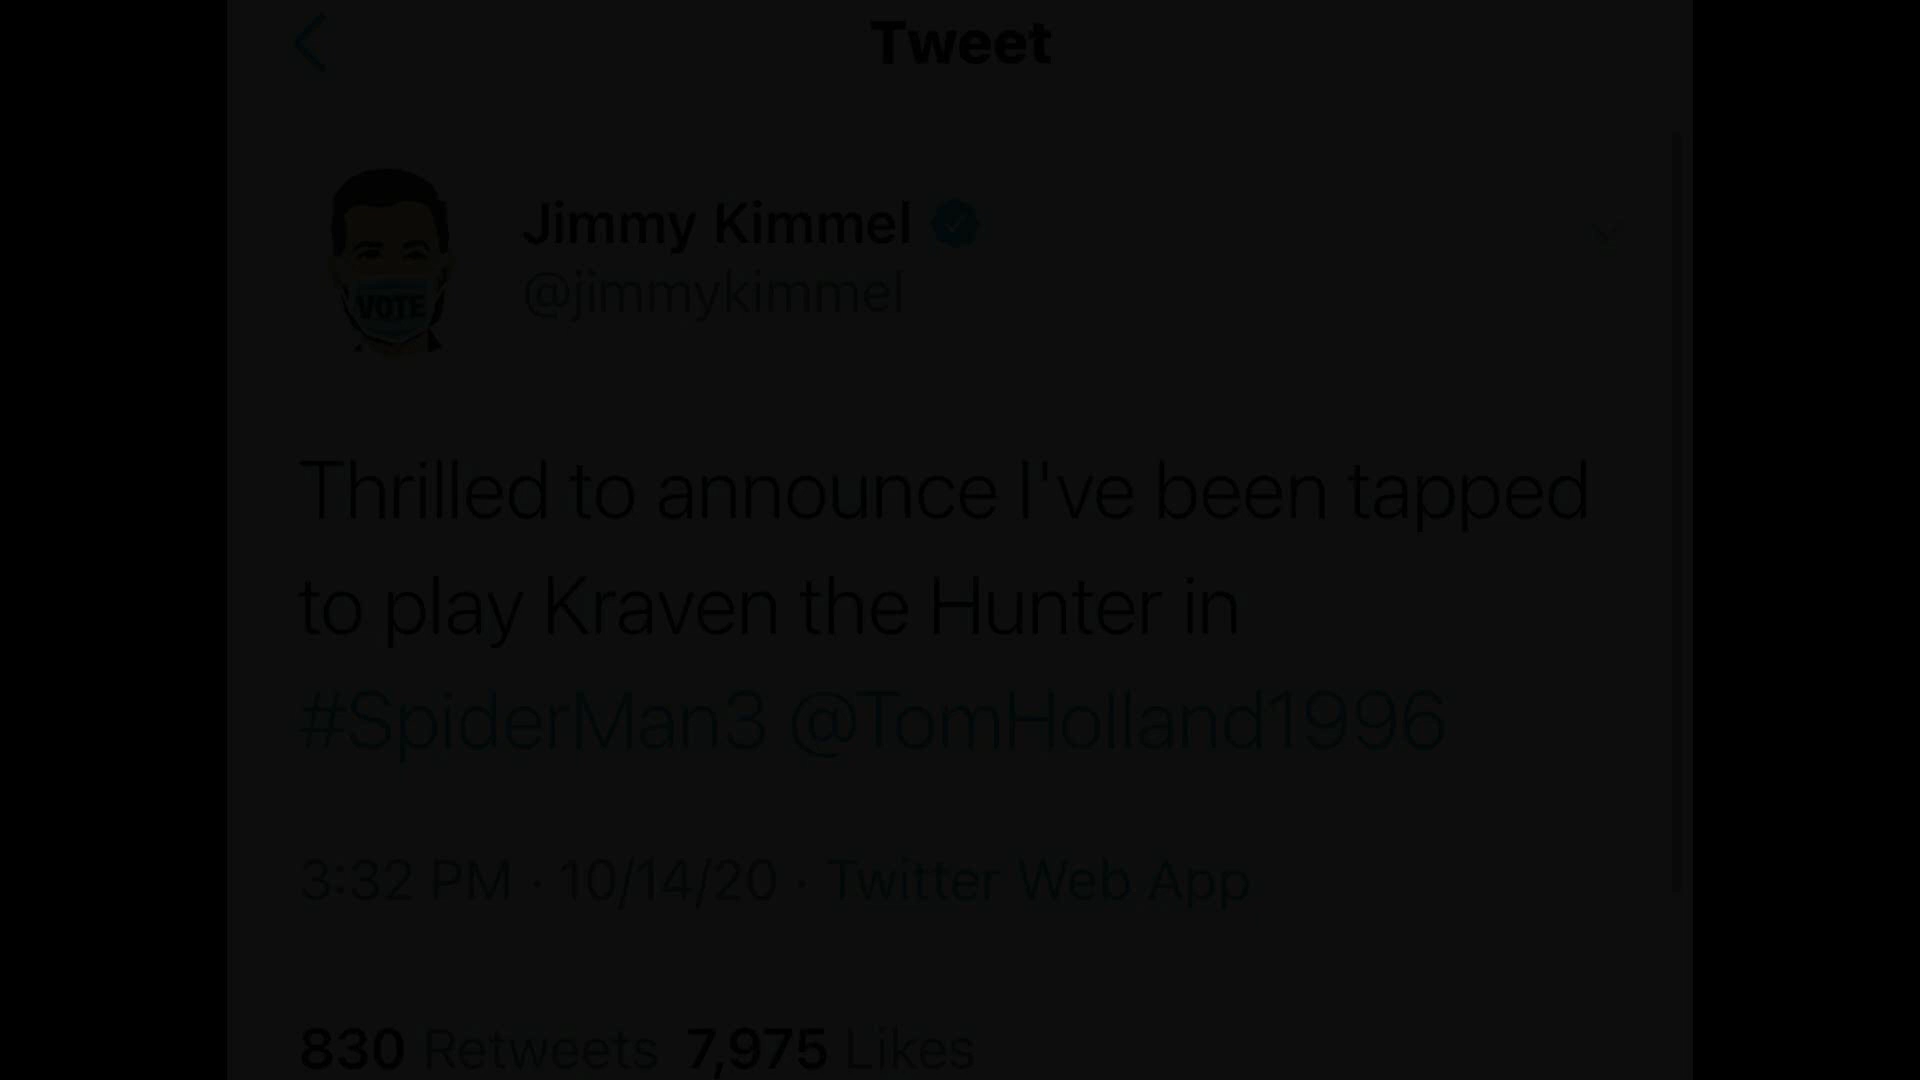 Tweet
Jimmy Kimmel
@jimmykimmel
VOTE
Thrilled to announce I've been tapped
to play Kraven the Hunter in
#SpiderMan3 @TomHolland1996
3:32 PM · 10/14/20 · Twitter Web App
830 Retweets 7,975 Likes